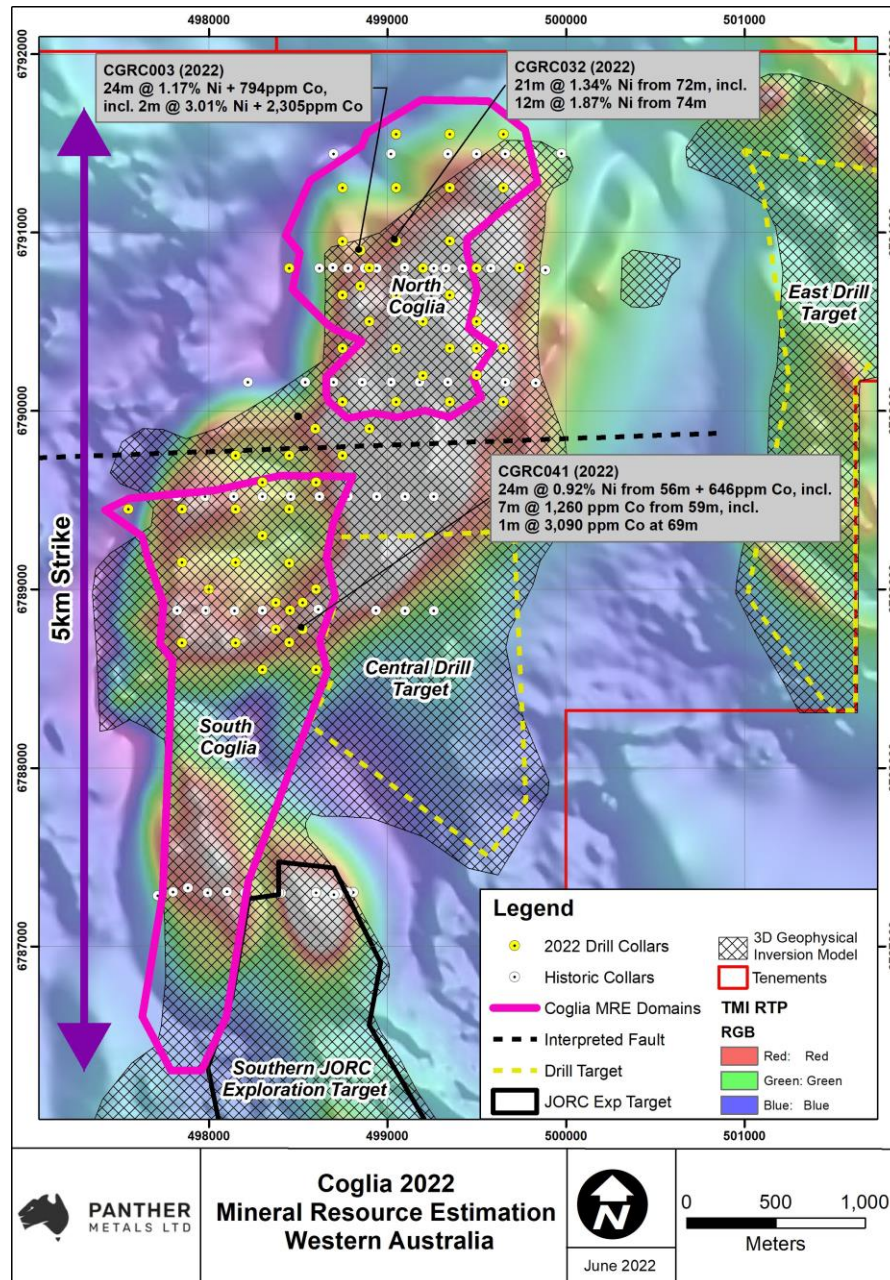 498000 499000 500000 501000
6792000
CGRC003 (2022)
24m @ 1.17% Ni + 794ppm Co,
incl. 2m @ 3.01% Ni + 2,305ppm Co
CGRC032 (2022)
21m @ 1.34% Ni from 72m, incl.
12m @ 1.87% Ni from 74m
6791000
North
Coglia
East Drill
Target
6790000
CGRC041 (2022)
24m @ 0.92% Ni from 56m + 646ppm Co, incl.
7m @ 1,260 ppm Co from 59m, incl.
1m @ 3,090 ppm Co at 69m
5km Strike
6789000
6789000
Central Drill
Target
South
Coglia
6788000
6787000
Southern JORC
Exploration Target
Legend
2022 Drill Collars
Historic Collars
Coglia MRE Domains
Interpreted Fault
Drill Target
JORC Exp Target
3D Geophysical
Inversion Model
Tenements
TMI RTP
RGB
Red: Red
Green: Green
Blue: Blue
498000 499000 500000 501000
PANTHER
METALS LTD
Coglia 2022
Mineral Resource Estimation
Western Australia
N
June 2022
0 500 1,000
Meters